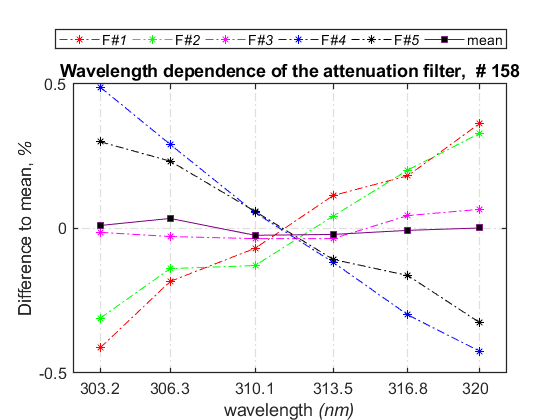 F#1 F#2 F#3 F#4 F#5 mean
Wavelength dependence of the attenuation filter, # 158
Difference to mean, %
0.5
0
-0.5
303.2 306.3 310.1 313.5 316.8 320
wavelength (nm)